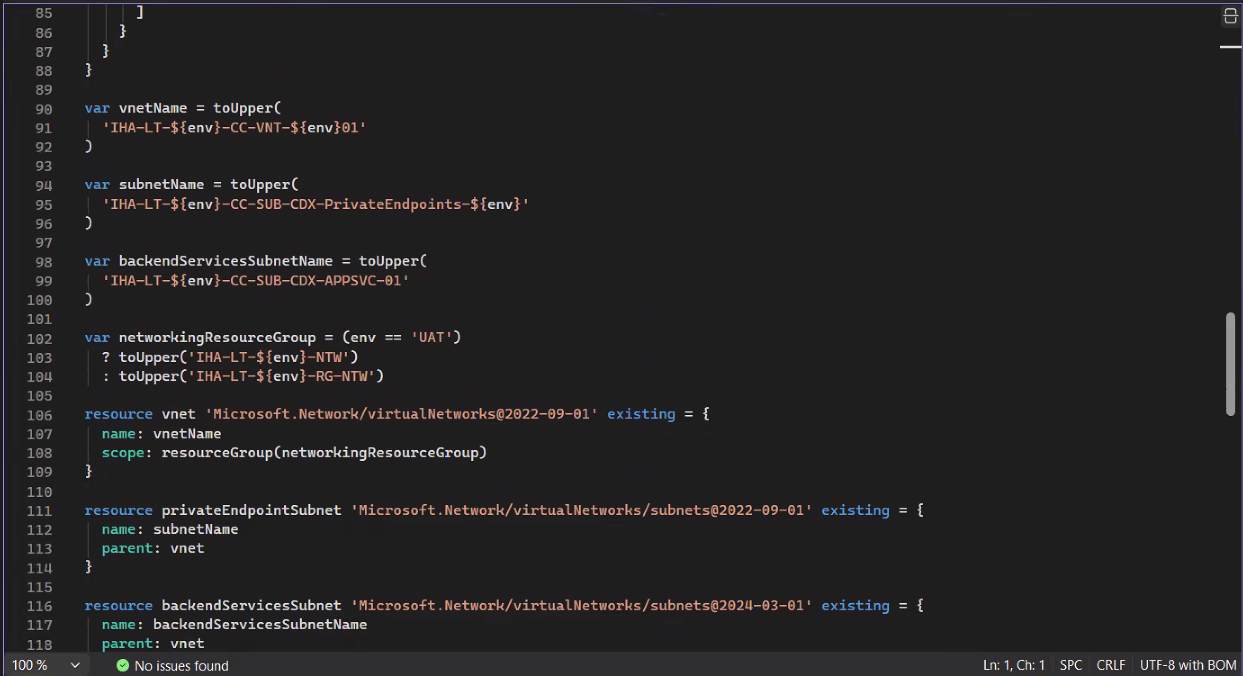 85 ]
86 }
87 }
88 }
89
90 var vnetName = toUpper(
91 'IHA-LT-${env}-CC-VNT-${env}01'
92 )
93
94 var subnetName = toUpper(
95 'IHA-LT-${env}-CC-SUB-CDX-PrivateEndpoints-${env}'
96 )
97
98 var backendServicesSubnetName = toUpper(
99 'IHA-LT-${env}-CC-SUB-CDX-APPSVC-01'
100 )
101
102 var networkingResourceGroup = (env == 'UAT')
103 ? toUpper('IHA-LT-${env}-NTW')
104 : toUpper('IHA-LT-${env}-RG-NTW')
105
106 resource vnet 'Microsoft.Network/virtualNetworks@2022-09-01' existing = {
107 name: vnetName
108 scope: resourceGroup(networkingResourceGroup)
109 }
110
111 resource privateEndpointSubnet 'Microsoft.Network/virtualNetworks/subnets@2022-09-01' existing = {
112 name: subnetName
113 parent: vnet
114 }
115
116 resource backendServicesSubnet 'Microsoft.Network/virtualNetworks/subnets@2024-03-01' existing = {
117 name: backendServicesSubnetName
118 parent: vnet
100 % No issues found Ln: 1, Ch: 1 SPC CRLF UTF-8 with BOM